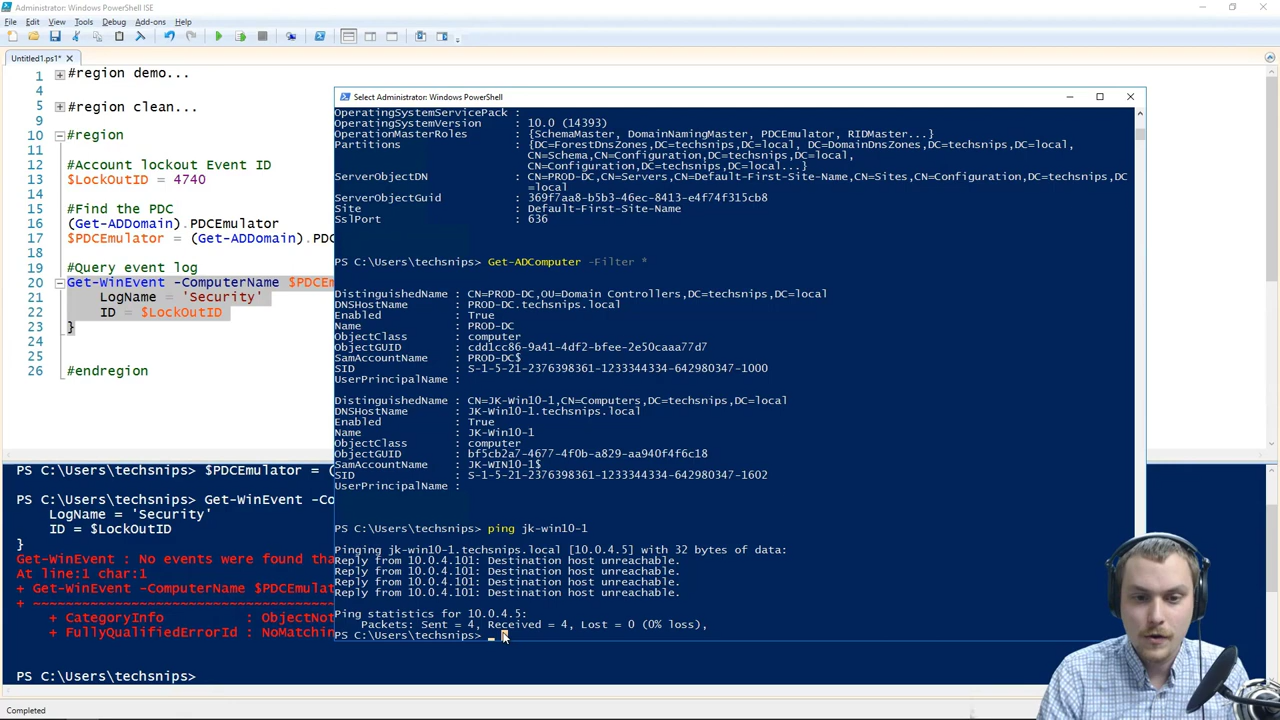 Administrator: Windows PowerShell ISE
File Edit View Tools Debug Add-ons Help
Untitled1.ps1* X
1 #region demo...
4
5 #region clean...
9
10 #region
11
12 #Account lockout Event ID
13 $LockOutID = 4740
14
15 #Find the PDC
16 (Get-ADDomain).PDCEmulator
17 $PDCEmulator = (Get-ADDomain).PDC
18
19 #Query event log
20 Get-WinEvent -ComputerName $PDCEm
21 LogName = 'Security'
22 ID = $LockOutID
23 }
24
25
26 #endregion
PS C:\Users\techsnips> $PDCEmulator = (
PS C:\Users\techsnips> Get-WinEvent -Co
LogName = 'Security'
ID = $LockOutID
}
Get-WinEvent : No events were found tha
At line:1 char:1
+ Get-WinEvent -ComputerName $PDCEmulat
+ ~~~~~~~~~~~~~~~~~~~~~~~~~~~~~~~~~~~~~
+ CategoryInfo : ObjectNo
+ FullyQualifiedErrorId : NoMatchin
PS C:\Users\techsnips>
Completed
Select Administrator: Windows PowerShell
OperatingSystemServicePack :
OperatingSystemVersion : 10.0 (14393)
OperationMasterRoles : {SchemaMaster, DomainNamingMaster, PDCEmulator, RIDMaster...}
Partitions : {DC=ForestDnsZones,DC=techsnips,DC=local, DC=DomainDnsZones,DC=techsnips,DC=local,
CN=Schema,CN=Configuration,DC=techsnips,DC=local,
CN=Configuration,DC=techsnips,DC=local...}
ServerObjectDN : CN=PROD-DC,CN=Servers,CN=Default-First-Site-Name,CN=Sites,CN=Configuration,DC=techsnips,DC
=local
ServerObjectGuid : 369f7aa8-b5b3-46ec-8413-e4f74f315cb8
Site : Default-First-Site-Name
SslPort : 636
PS C:\Users\techsnips> Get-ADComputer -Filter *
DistinguishedName : CN=PROD-DC,OU=Domain Controllers,DC=techsnips,DC=local
DNSHostName : PROD-DC.techsnips.local
Enabled : True
Name : PROD-DC
ObjectClass : computer
ObjectGUID : cdd1cc86-9a41-4df2-bfee-2e50caaa77d7
SamAccountName : PROD-DC$
SID : S-1-5-21-2376398361-1233344334-642980347-1000
UserPrincipalName :
DistinguishedName : CN=JK-Win10-1,CN=Computers,DC=techsnips,DC=local
DNSHostName : JK-Win10-1.techsnips.local
Enabled : True
Name : JK-Win10-1
ObjectClass : computer
ObjectGUID : bf5cb2a7-4677-4f0b-a829-aa940f4f6c18
SamAccountName : JK-WIN10-1$
SID : S-1-5-21-2376398361-1233344334-642980347-1602
UserPrincipalName :
PS C:\Users\techsnips> ping jk-win10-1
Pinging jk-win10-1.techsnips.local [10.0.4.5] with 32 bytes of data:
Reply from 10.0.4.101: Destination host unreachable.
Reply from 10.0.4.101: Destination host unreachable.
Reply from 10.0.4.101: Destination host unreachable.
Reply from 10.0.4.101: Destination host unreachable.
Ping statistics for 10.0.4.5:
Packets: Sent = 4, Received = 4, Lost = 0 (0% loss),
PS C:\Users\techsnips> _